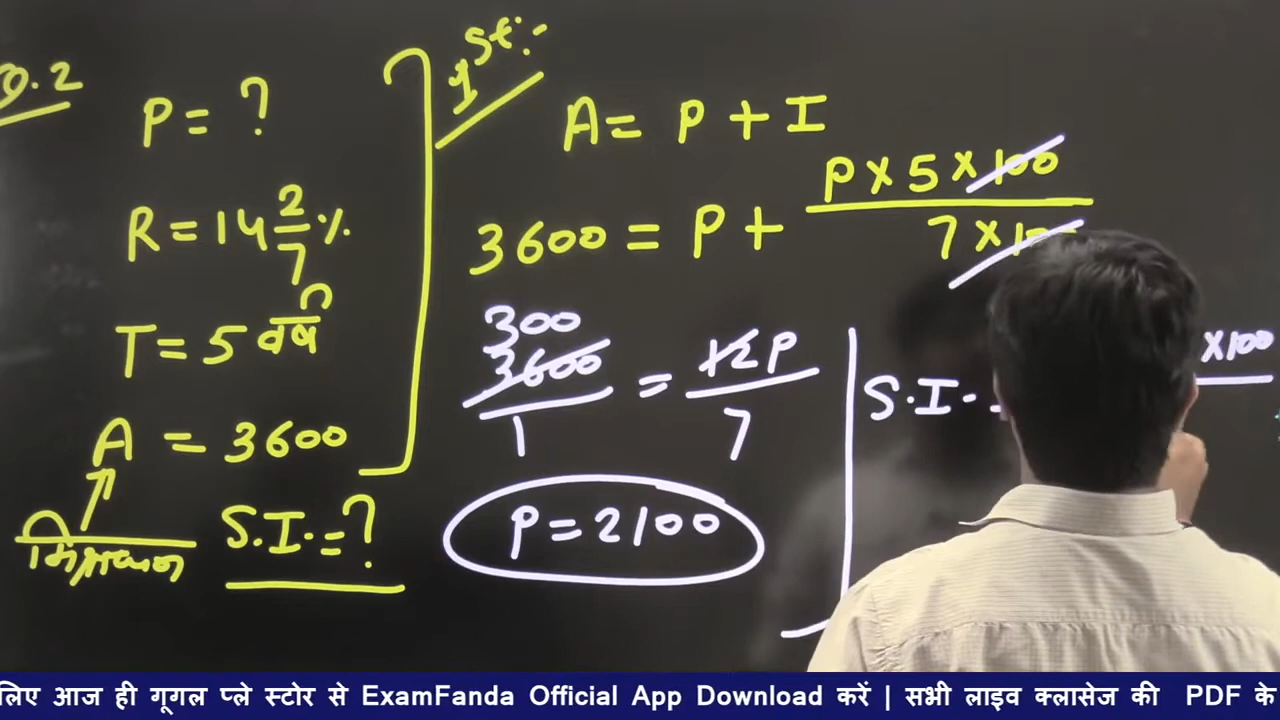 Q.2
P = ?
R = 14 2/7 %
T = 5 वर्ष
A = 3600
मिश्रधन
S.I. = ?
1st:-
A = P + I
3600 = P + P × 5 × 100 / 7 × 100
300
3600/1 = 12P/7
P = 2100
S.I.
×100
लिए आज ही गूगल प्ले स्टोर से ExamFanda Official App Download करें | सभी लाइव क्लासेज की PDF के